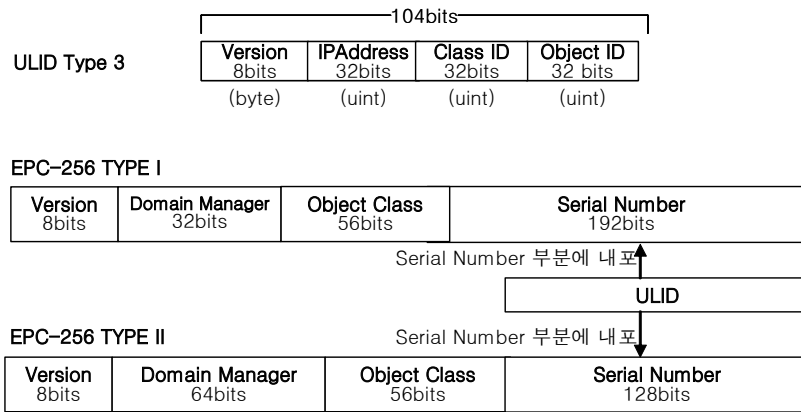 104bits
ULID Type 3
Version IPAddress Class ID Object ID
8bits 32bits 32bits 32 bits
(byte) (uint) (uint) (uint)
EPC-256 TYPE I
Version Domain Manager Object Class Serial Number
8bits 32bits 56bits 192bits
Serial Number 부분에 내포
ULID
EPC-256 TYPE II
Serial Number 부분에 내포
Version Domain Manager Object Class Serial Number
8bits 64bits 56bits 128bits